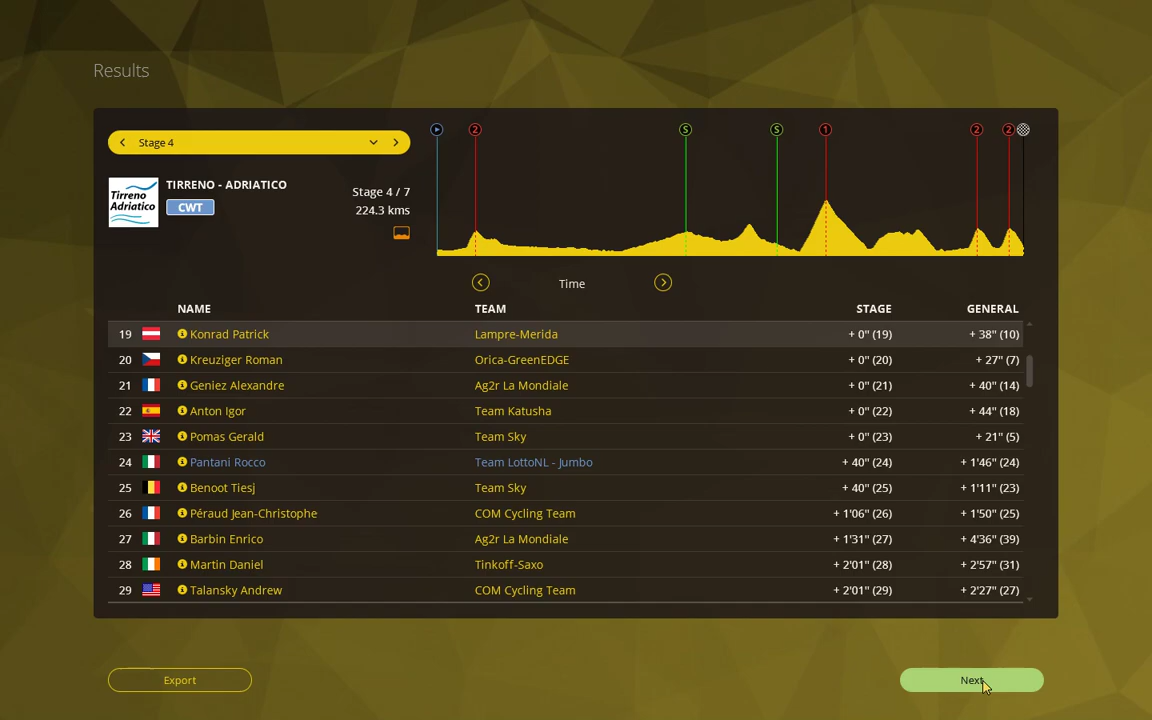 Results
2 S S 1 2 2
Stage 4
Tirreno Adriatico
TIRRENO - ADRIATICO
CWT
Stage 4 / 7
224.3 kms
Time
NAME TEAM STAGE GENERAL
19 Konrad Patrick Lampre-Merida + 0" (19) + 38" (10)
20 Kreuziger Roman Orica-GreenEDGE + 0" (20) + 27" (7)
21 Geniez Alexandre Ag2r La Mondiale + 0" (21) + 40" (14)
22 Anton Igor Team Katusha + 0" (22) + 44" (18)
23 Pomas Gerald Team Sky + 0" (23) + 21" (5)
24 Pantani Rocco Team LottoNL - Jumbo + 40" (24) + 1'46" (24)
25 Benoot Tiesj Team Sky + 40" (25) + 1'11" (23)
26 Péraud Jean-Christophe COM Cycling Team + 1'06" (26) + 1'50" (25)
27 Barbin Enrico Ag2r La Mondiale + 1'31" (27) + 4'36" (39)
28 Martin Daniel Tinkoff-Saxo + 2'01" (28) + 2'57" (31)
29 Talansky Andrew COM Cycling Team + 2'01" (29) + 2'27" (27)
Export Next